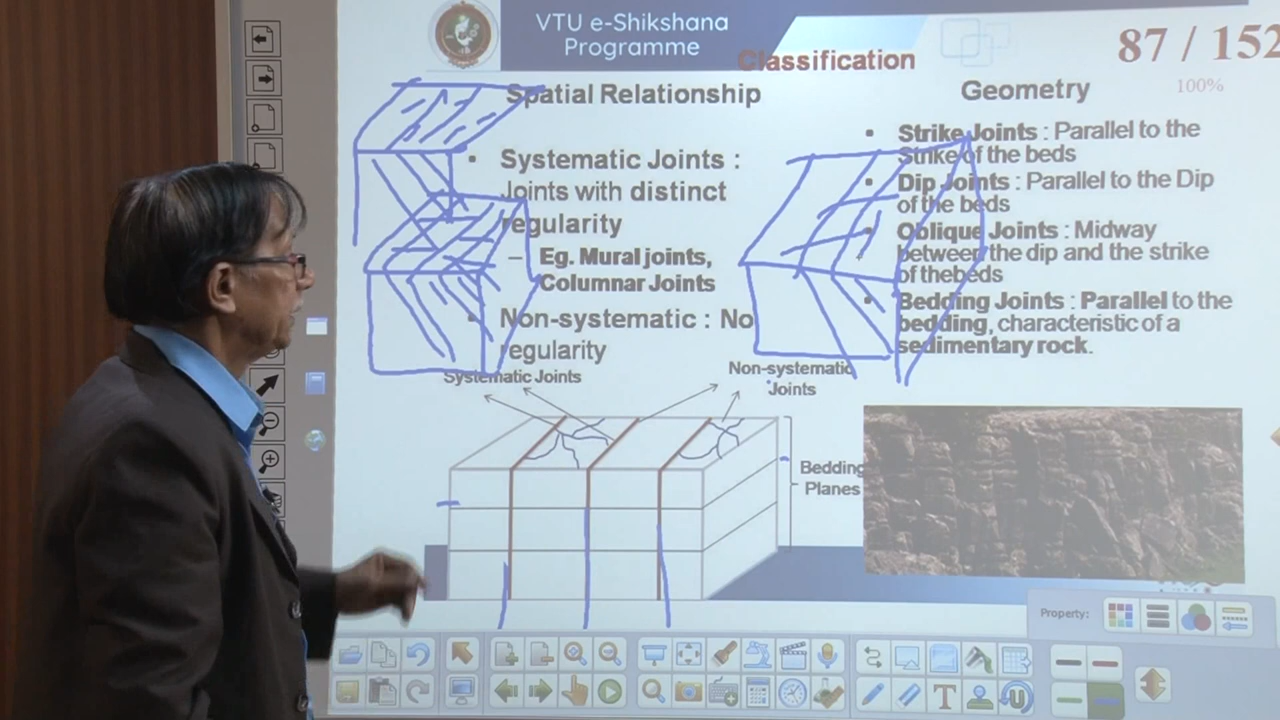 VTU e-Shikshana
Programme
Classification
87 / 152
100%
Spatial Relationship
▪ Systematic Joints :
Joints with distinct
regularity
– Eg. Mural joints,
Columnar Joints
▪ Non-systematic : No
regularity
Geometry
▪ Strike Joints : Parallel to the
Strike of the beds
▪ Dip Joints : Parallel to the Dip
of the beds
▪ Oblique Joints : Midway
between the dip and the strike
of thebeds
▪ Bedding Joints : Parallel to the
bedding, characteristic of a
sedimentary rock.
Systematic Joints
Non-systematic
Joints
Bedding
Planes
Property: